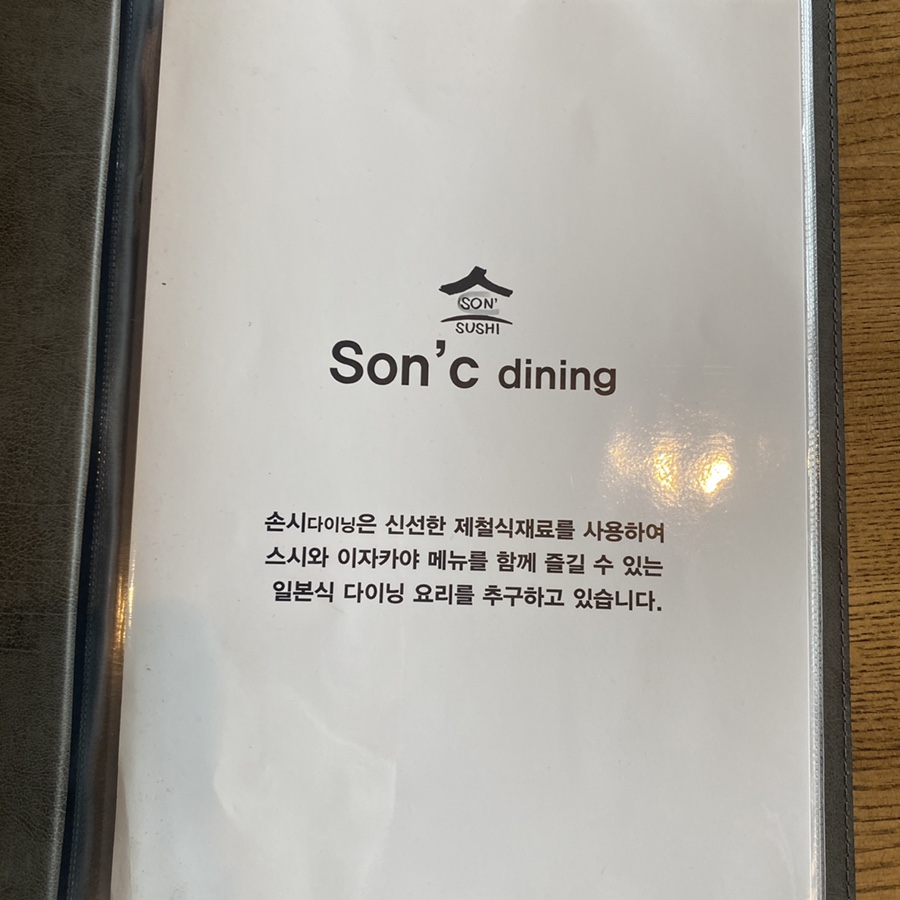 SON'
SUSHI
Son'c dining
손시다이닝은 신선한 제철식재료를 사용하여
스시와 이자카야 메뉴를 함께 즐길 수 있는
일본식 다이닝 요리를 추구하고 있습니다.